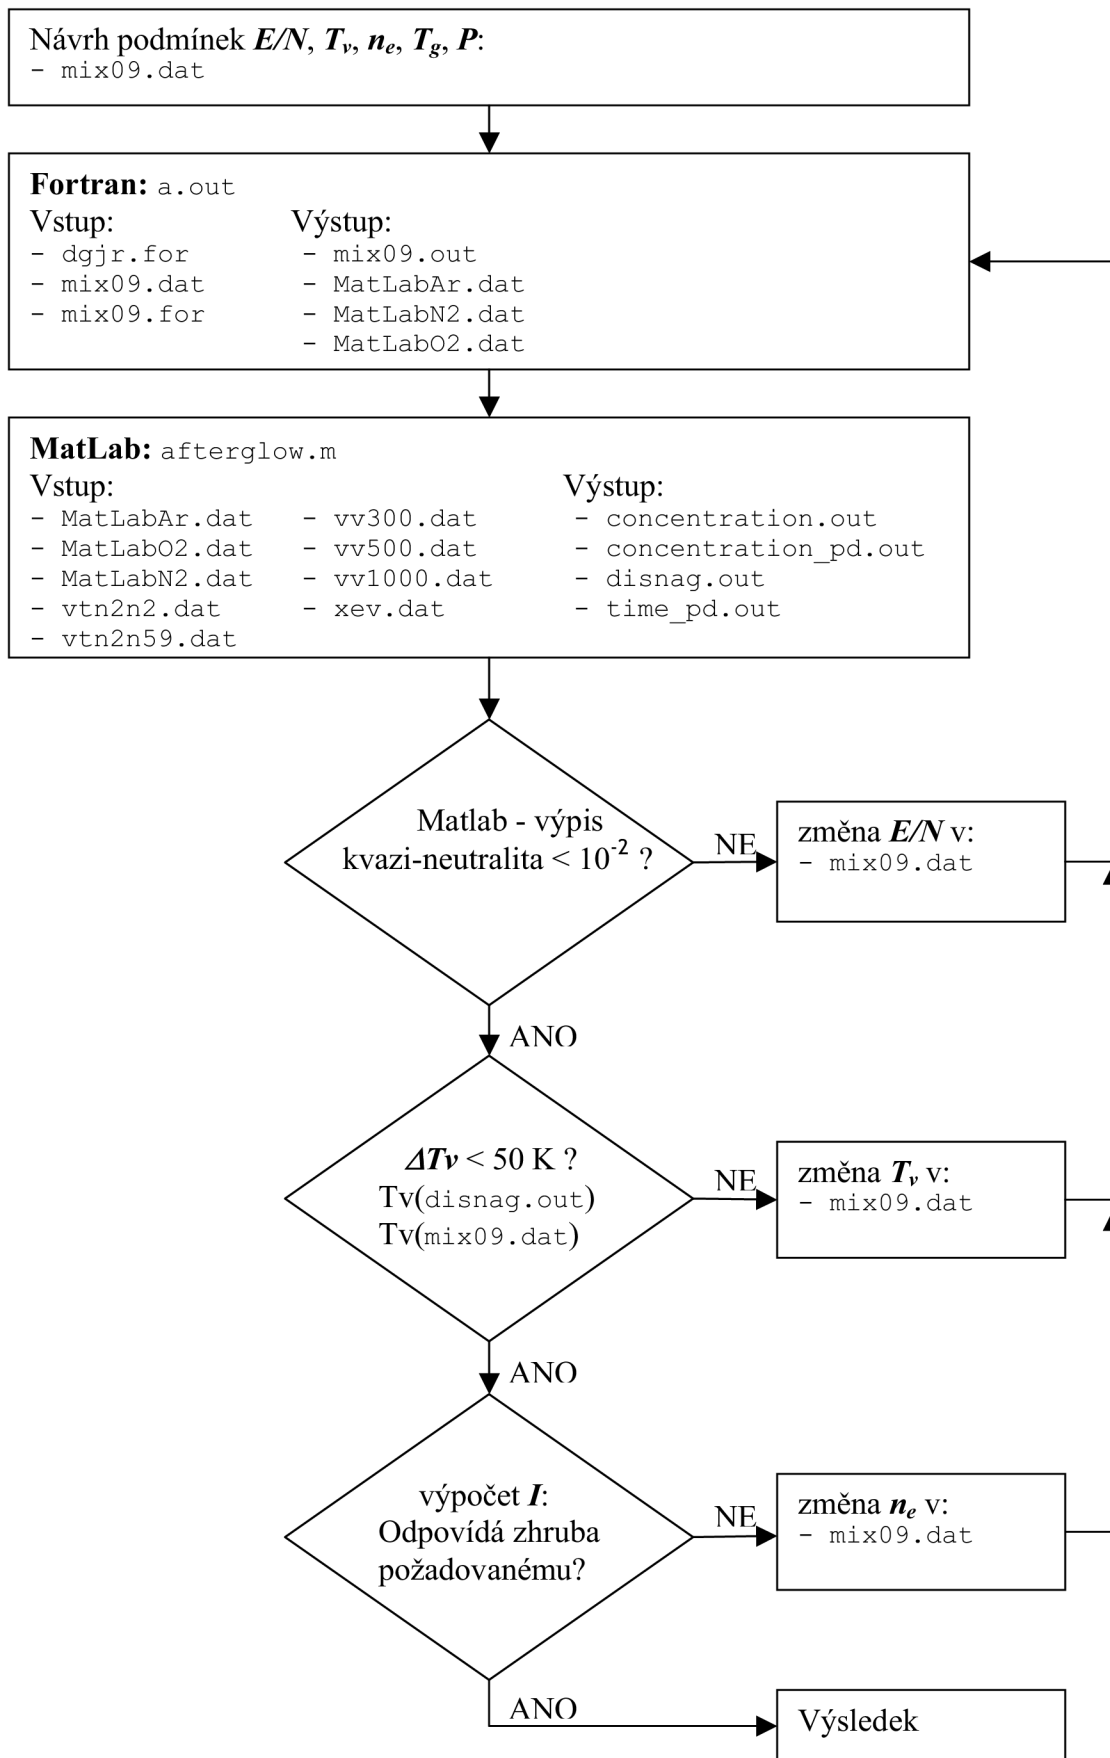 Návrh podmínek E/N, Tv, ne, Tg, P:
- mix09.dat
Fortran: a.out
Vstup:
- dgjr.for
- mix09.dat
- mix09.for
Výstup:
- mix09.out
- MatLabAr.dat
- MatLabN2.dat
- MatLabO2.dat
MatLab: afterglow.m
Vstup:
- MatLabAr.dat
- MatLabO2.dat
- MatLabN2.dat
- vtn2n2.dat
- vtn2n59.dat
- vv300.dat
- vv500.dat
- vv1000.dat
- xev.dat
Výstup:
- concentration.out
- concentration_pd.out
- disnag.out
- time_pd.out
Matlab - výpis
kvazi-neutralita < 10⁻² ?
NE
změna E/N v:
- mix09.dat
ANO
ΔTv < 50 K ?
Tv(disnag.out)
Tv(mix09.dat)
NE
změna Tv v:
- mix09.dat
ANO
výpočet I:
Odpovídá zhruba
požadovanému?
NE
změna ne v:
- mix09.dat
ANO
Výsledek